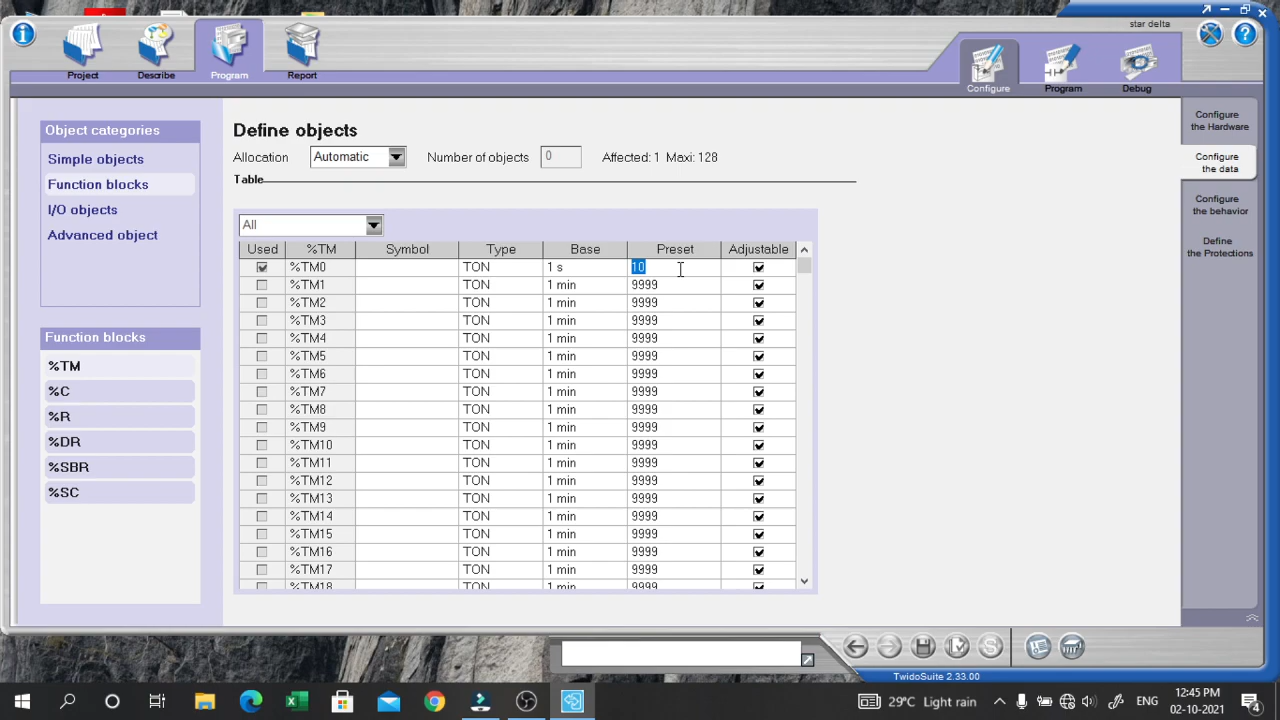 star delta
Project
Describe
Program
Report
Configure
Program
Debug
Object categories
Simple objects
Function blocks
I/O objects
Advanced object
Function blocks
%TM
%C
%R
%DR
%SBR
%SC
Define objects
Allocation Automatic Number of objects 0 Affected: 1 Maxi: 128
Table
All
Used %TM Symbol Type Base Preset Adjustable
%TM0 TON 1 s 10
%TM1 TON 1 min 9999
%TM2 TON 1 min 9999
%TM3 TON 1 min 9999
%TM4 TON 1 min 9999
%TM5 TON 1 min 9999
%TM6 TON 1 min 9999
%TM7 TON 1 min 9999
%TM8 TON 1 min 9999
%TM9 TON 1 min 9999
%TM10 TON 1 min 9999
%TM11 TON 1 min 9999
%TM12 TON 1 min 9999
%TM13 TON 1 min 9999
%TM14 TON 1 min 9999
%TM15 TON 1 min 9999
%TM16 TON 1 min 9999
%TM17 TON 1 min 9999
%TM18 TON 1 min 9999
Configure
the Hardware
Configure
the data
Configure
the behavior
Define
the Protections
TwidoSuite 2.33.00
29°C Light rain
ENG
12:45 PM
02-10-2021
4